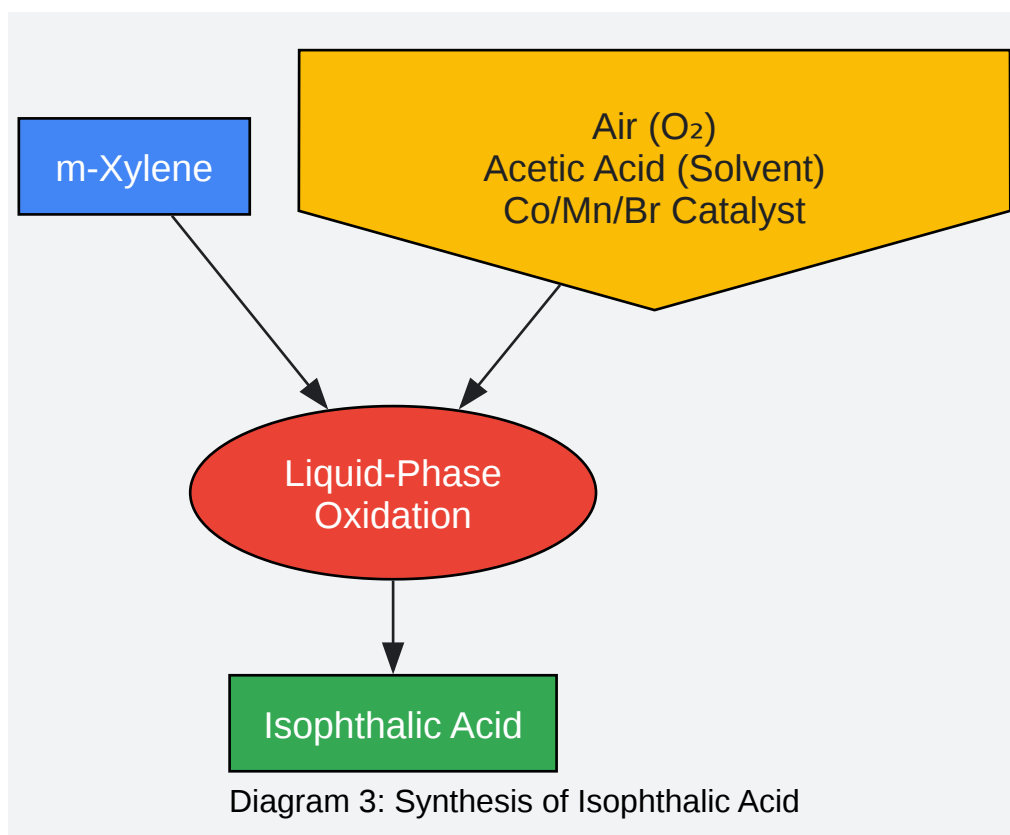 m-Xylene
Air (O₂)
Acetic Acid (Solvent)
Co/Mn/Br Catalyst
Liquid-Phase
Oxidation
Isophthalic Acid
Diagram 3: Synthesis of Isophthalic Acid